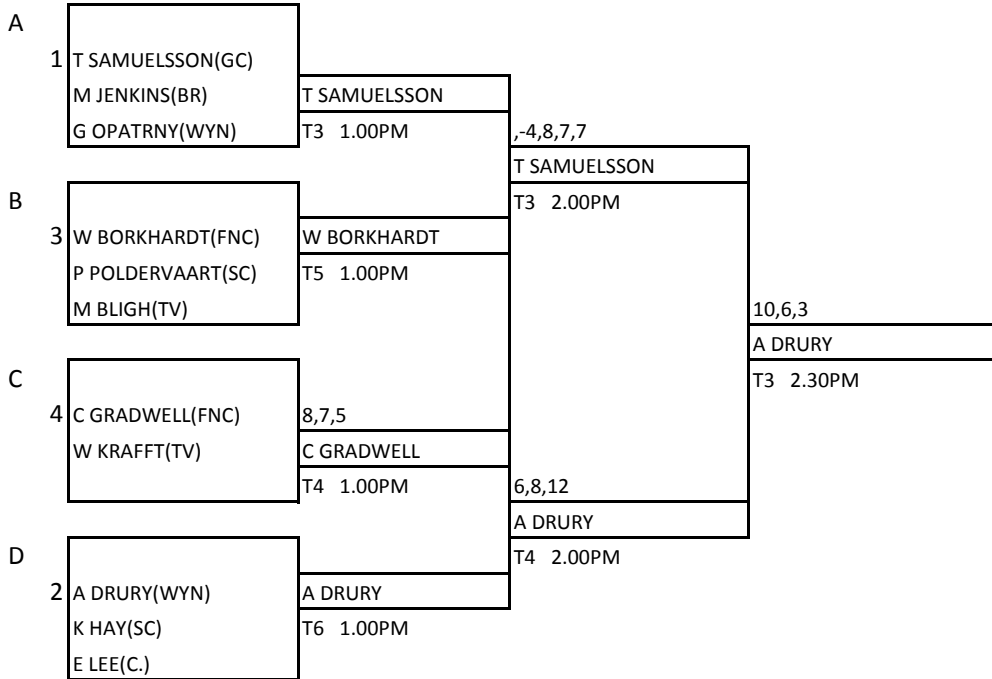 A
1 T SAMUELSSON(GC)
M JENKINS(BR)
G OPATRNY(WYN)
T SAMUELSSON
T3 1.00PM
,-4,8,7,7
T SAMUELSSON
T3 2.00PM
B
3 W BORKHARDT(FNC)
P POLDERVAART(SC)
M BLIGH(TV)
W BORKHARDT
T5 1.00PM
10,6,3
A DRURY
T3 2.30PM
C
4 C GRADWELL(FNC)
W KRAFFT(TV)
8,7,5
C GRADWELL
T4 1.00PM
6,8,12
A DRURY
T4 2.00PM
D
2 A DRURY(WYN)
K HAY(SC)
E LEE(C.)
A DRURY
T6 1.00PM